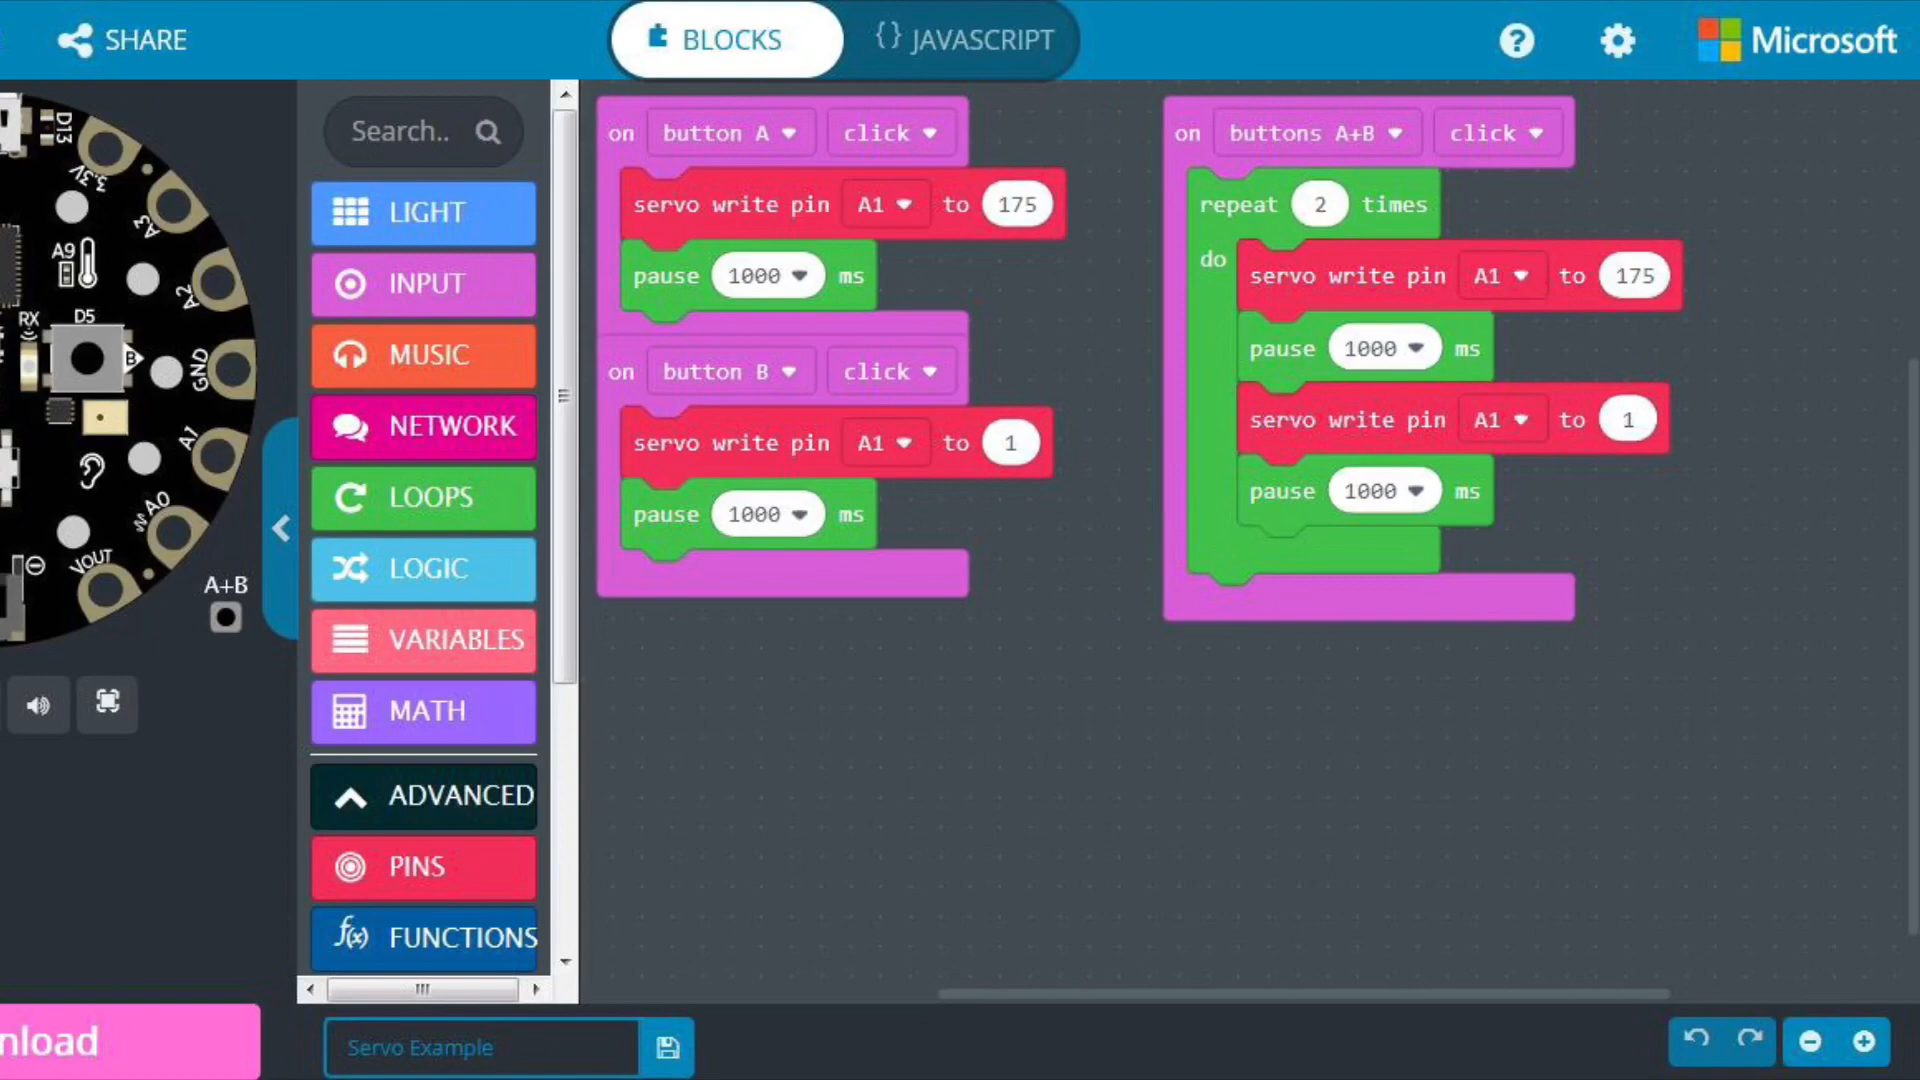 SHARE
BLOCKS
{} JAVASCRIPT
Microsoft
D13
3.3V
A3
A9
A2
RX
D5
B
GND
A1
A0
VOUT
A+B
Search..
LIGHT
INPUT
MUSIC
NETWORK
LOOPS
LOGIC
VARIABLES
MATH
ADVANCED
PINS
f(x) FUNCTIONS
on button A click
servo write pin A1 to 175
pause 1000 ms
on button B click
servo write pin A1 to 1
pause 1000 ms
on buttons A+B click
repeat 2 times
do servo write pin A1 to 175
pause 1000 ms
servo write pin A1 to 1
pause 1000 ms
nload
Servo Example